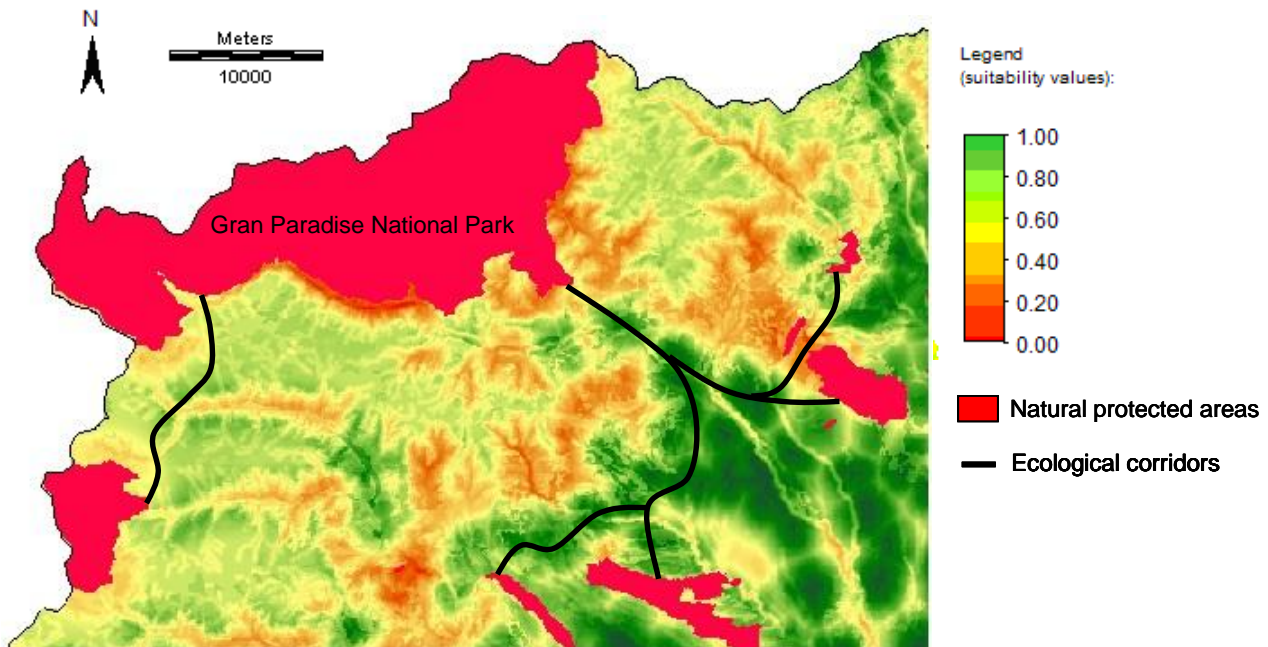 N
Meters
10000
Gran Paradise National Park
Legend
(suitability values):
1.00
0.80
0.60
0.40
0.20
0.00
Natural protected areas
Ecological corridors